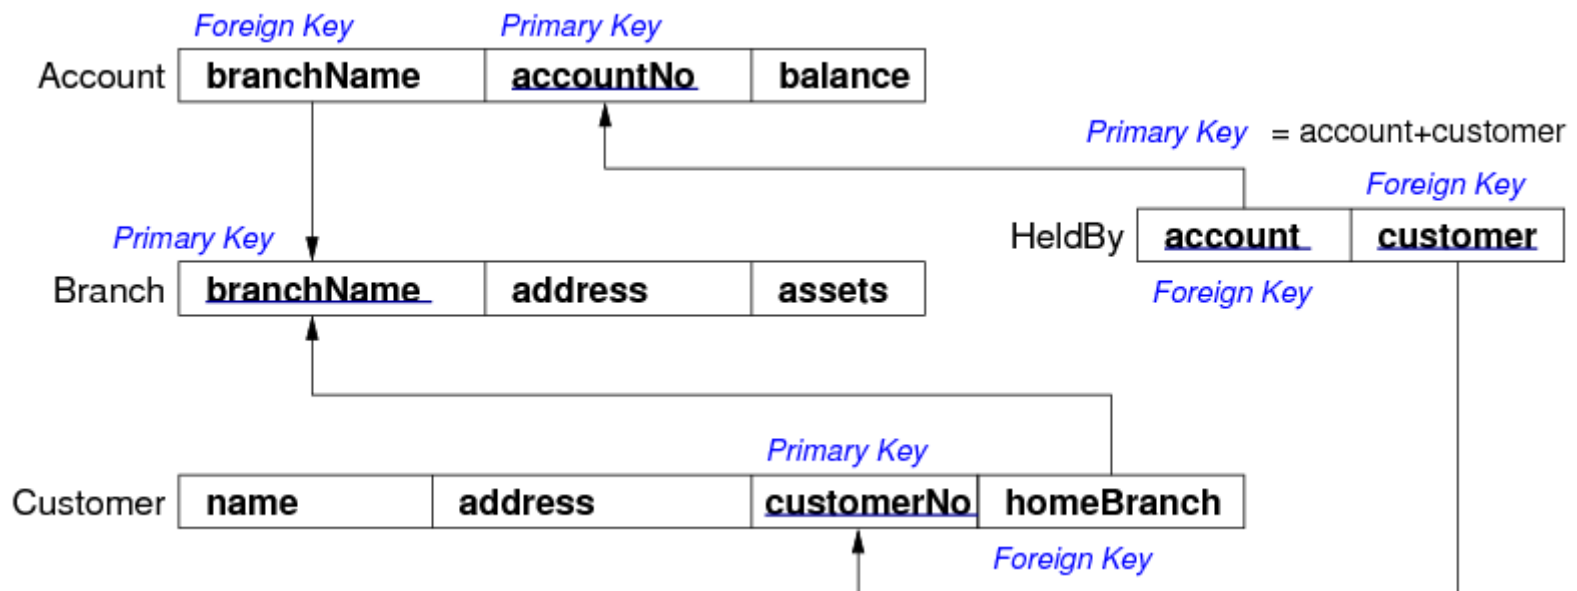 Foreign Key Primary Key
Account branchName accountNo balance
Primary Key = account+customer
Foreign Key
Primary Key HeldBy account customer
Branch branchName address assets Foreign Key
Primary Key
Customer name address customerNo homeBranch
Foreign Key